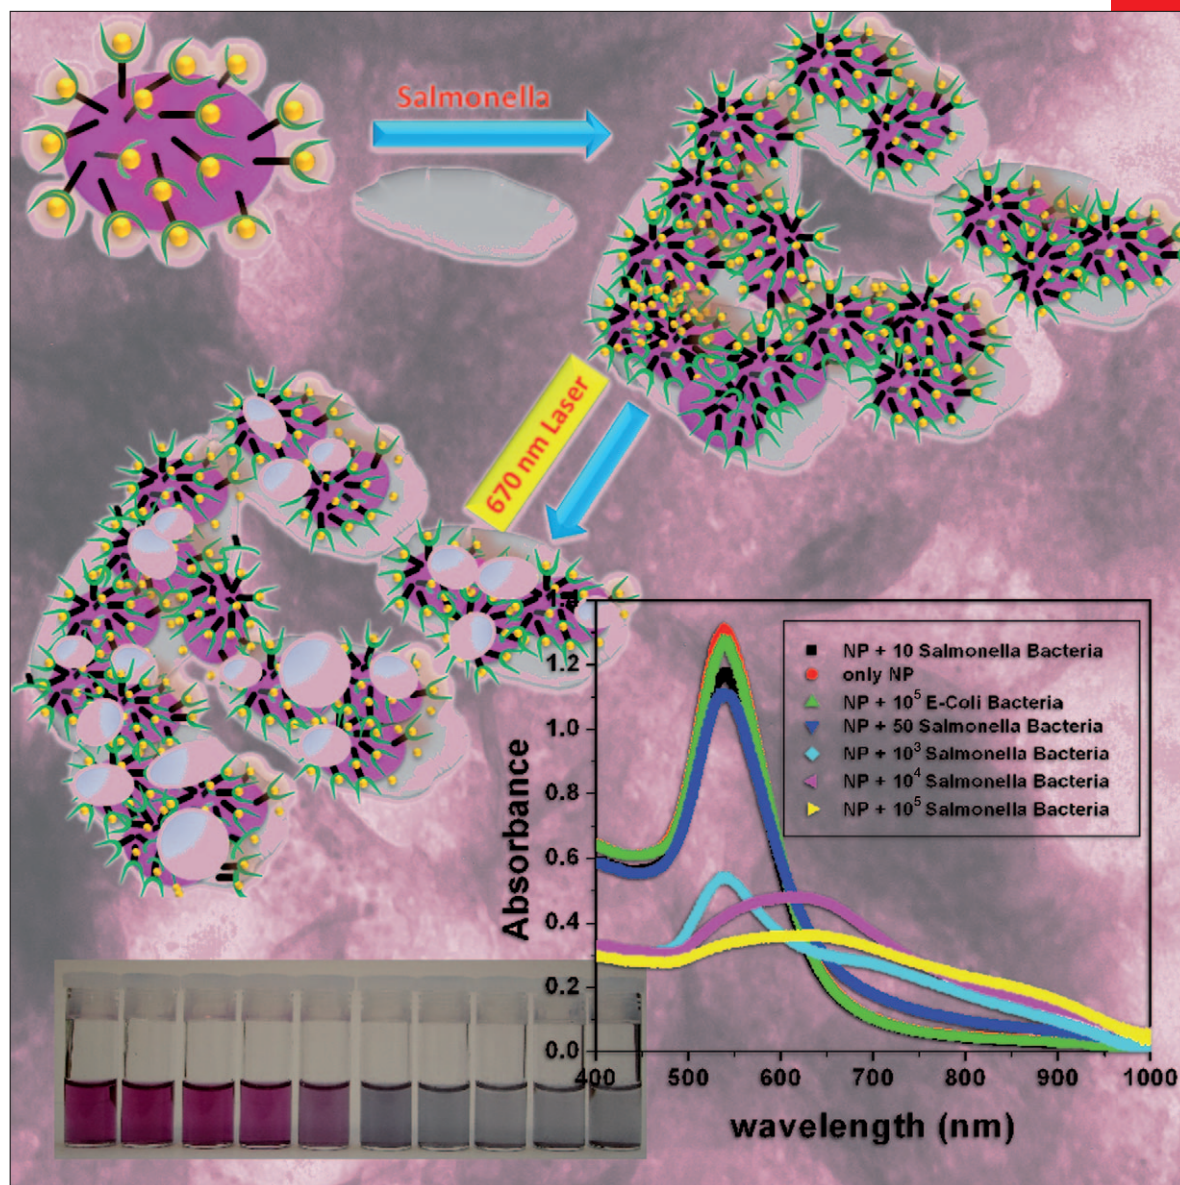 Salmonella
670 nm Laser
NP + 10 Salmonella Bacteria
only NP
NP + 10⁵ E-Coli Bacteria
NP + 50 Salmonella Bacteria
NP + 10³ Salmonella Bacteria
NP + 10⁴ Salmonella Bacteria
NP + 10⁵ Salmonella Bacteria
Absorbance
1.4
1.2
1.0
0.8
0.6
0.4
0.2
0.0
400 500 600 700 800 900 1000
wavelength (nm)